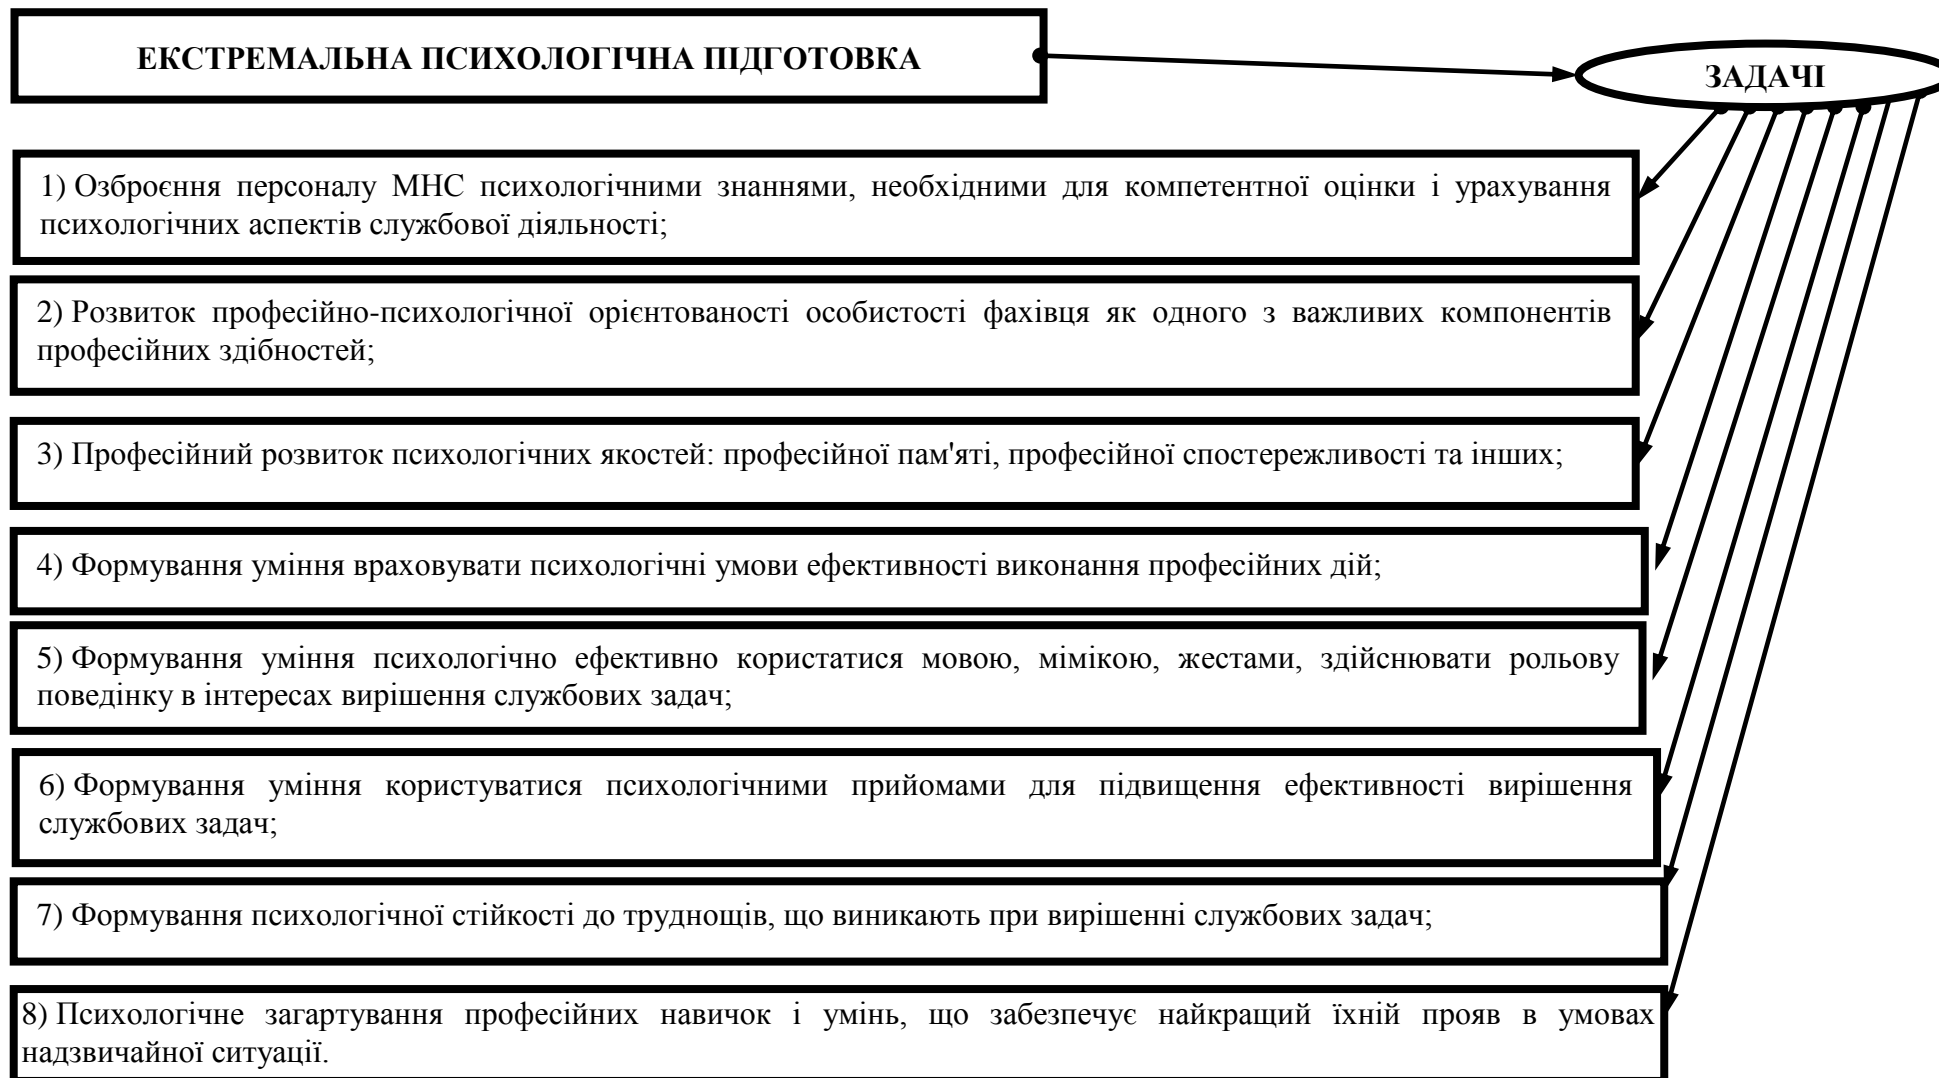 ЕКСТРЕМАЛЬНА ПСИХОЛОГІЧНА ПІДГОТОВКА
ЗАДАЧІ
1) Озброєння персоналу МНС психологічними знаннями, необхідними для компетентної оцінки і урахування
психологічних аспектів службової діяльності;
2) Розвиток професійно-психологічної орієнтованості особистості фахівця як одного з важливих компонентів
професійних здібностей;
3) Професійний розвиток психологічних якостей: професійної пам'яті, професійної спостережливості та інших;
4) Формування уміння враховувати психологічні умови ефективності виконання професійних дій;
5) Формування уміння психологічно ефективно користатися мовою, мімікою, жестами, здійснювати рольову
поведінку в інтересах вирішення службових задач;
6) Формування уміння користуватися психологічними прийомами для підвищення ефективності вирішення
службових задач;
7) Формування психологічної стійкості до труднощів, що виникають при вирішенні службових задач;
8) Психологічне загартування професійних навичок і умінь, що забезпечує найкращий їхній прояв в умовах
надзвичайної ситуації.